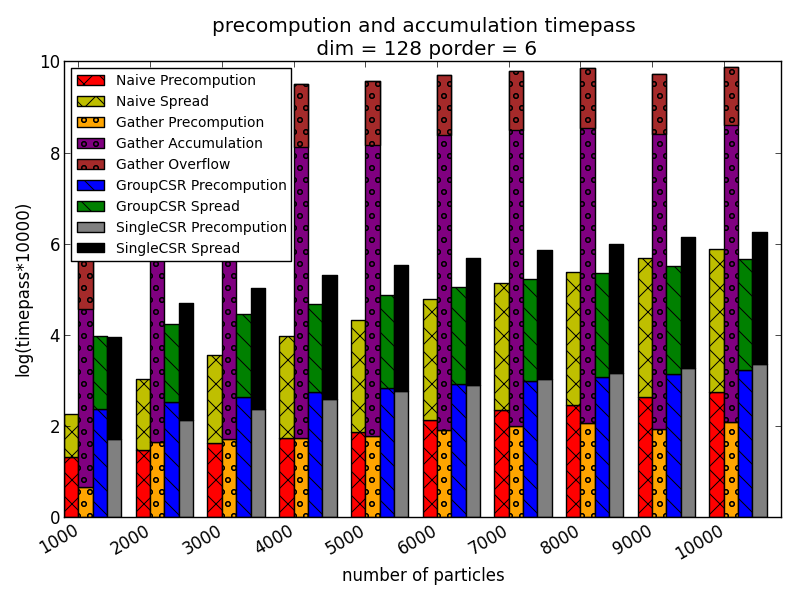 precompution and accumulation timepass
dim = 128 porder = 6
log(timepass*10000)
10
8
6
4
2
0
Naive Precompution
Naive Spread
Gather Precompution
Gather Accumulation
Gather Overflow
GroupCSR Precompution
GroupCSR Spread
SingleCSR Precompution
SingleCSR Spread
1000
2000
3000
4000
5000
6000
7000
8000
9000
10000
number of particles